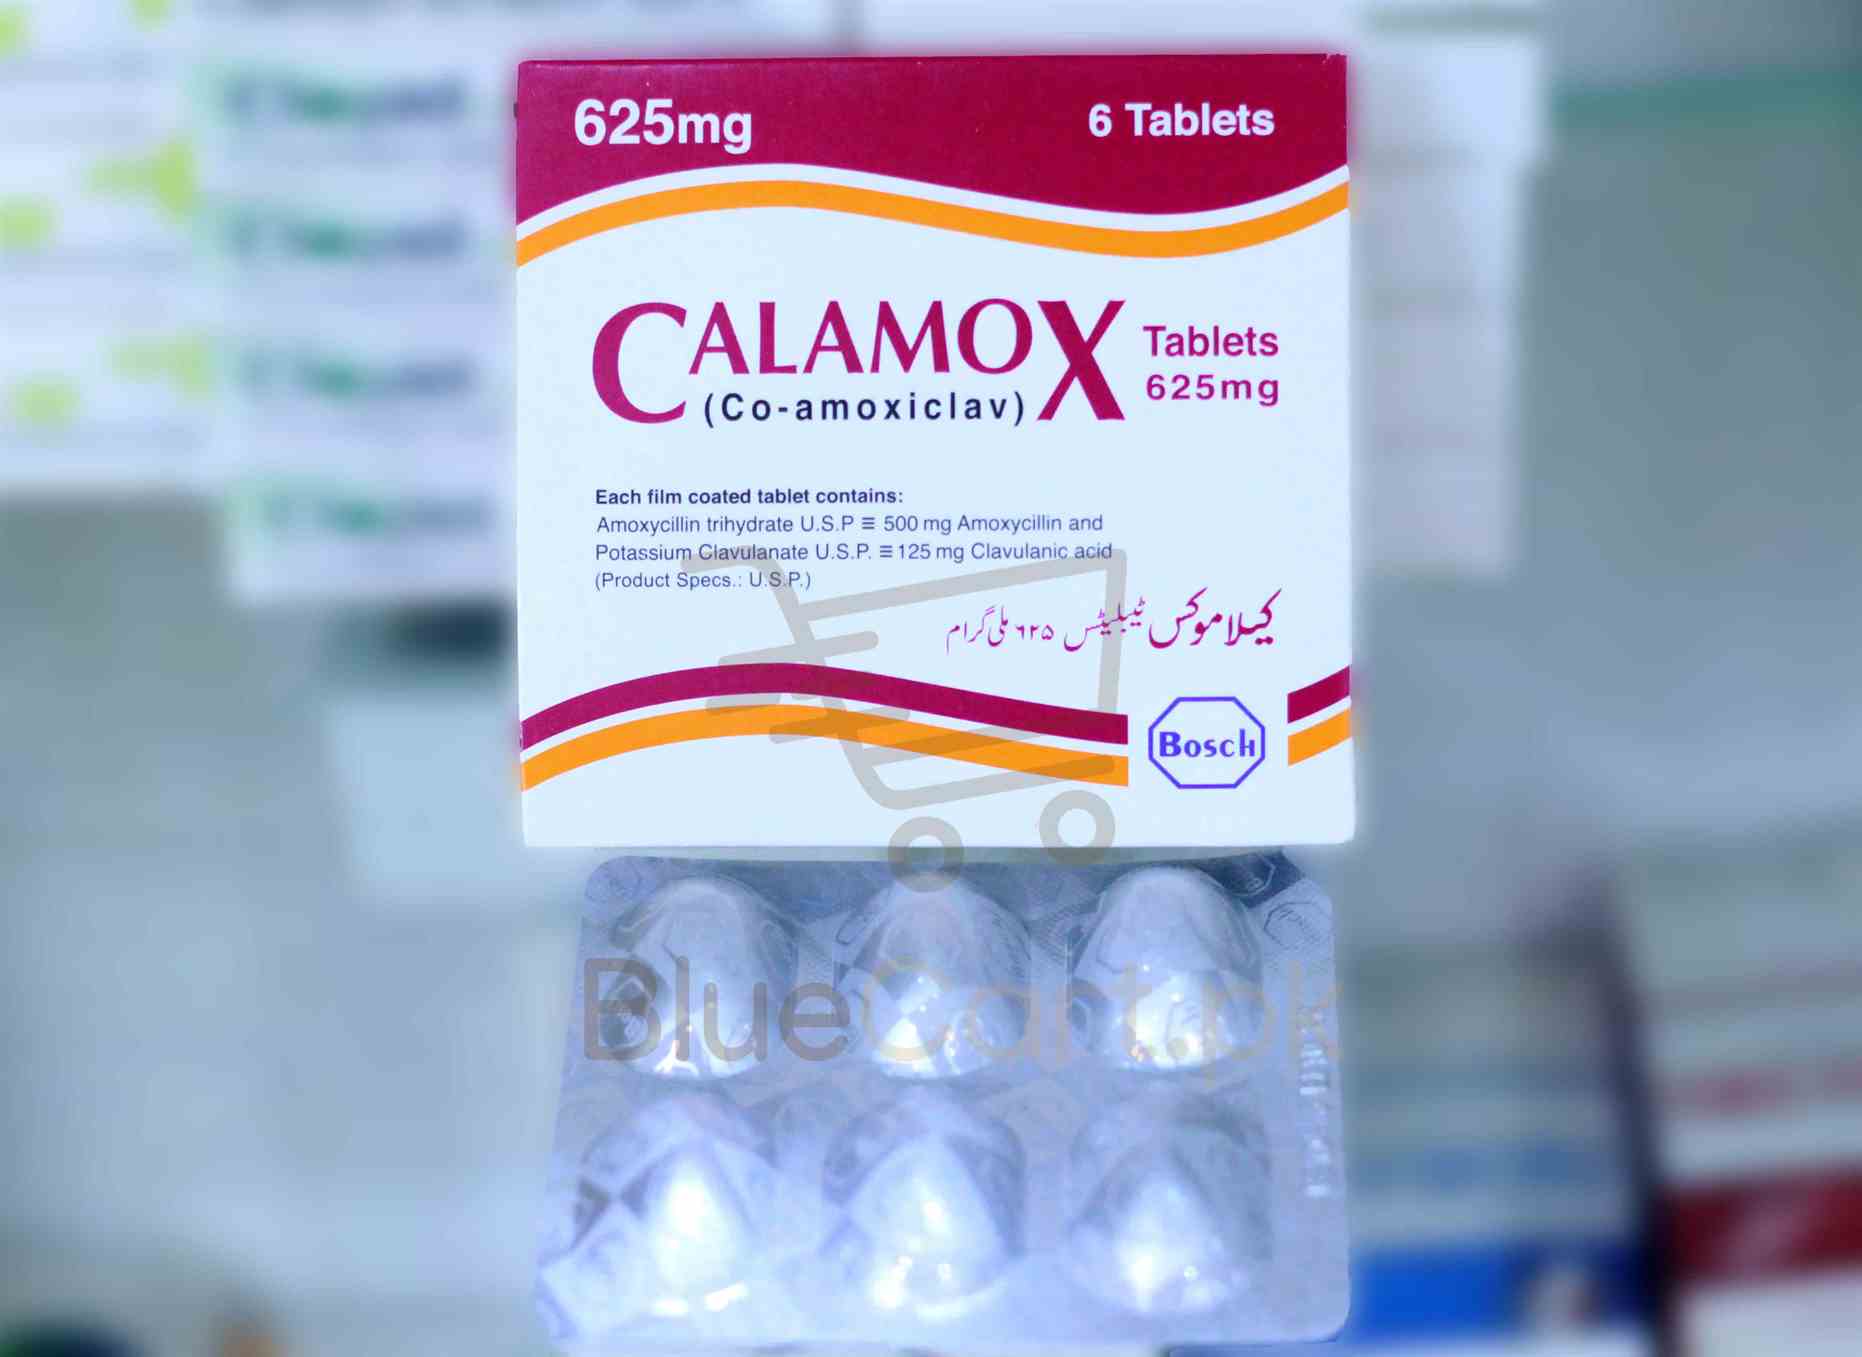 625mg 6 Tablets
CALAMOX Tablets
625mg
(Co-amoxiclav)
Each film coated tablet contains:
Amoxycillin trihydrate U.S.P ≡ 500 mg Amoxycillin and
Potassium Clavulanate U.S.P. ≡ 125 mg Clavulanic acid
(Product Specs.: U.S.P.)
کیلاموکس ٹیبلیٹس ۶۲۵ ملی گرام
Bosch
BlueCart.pk